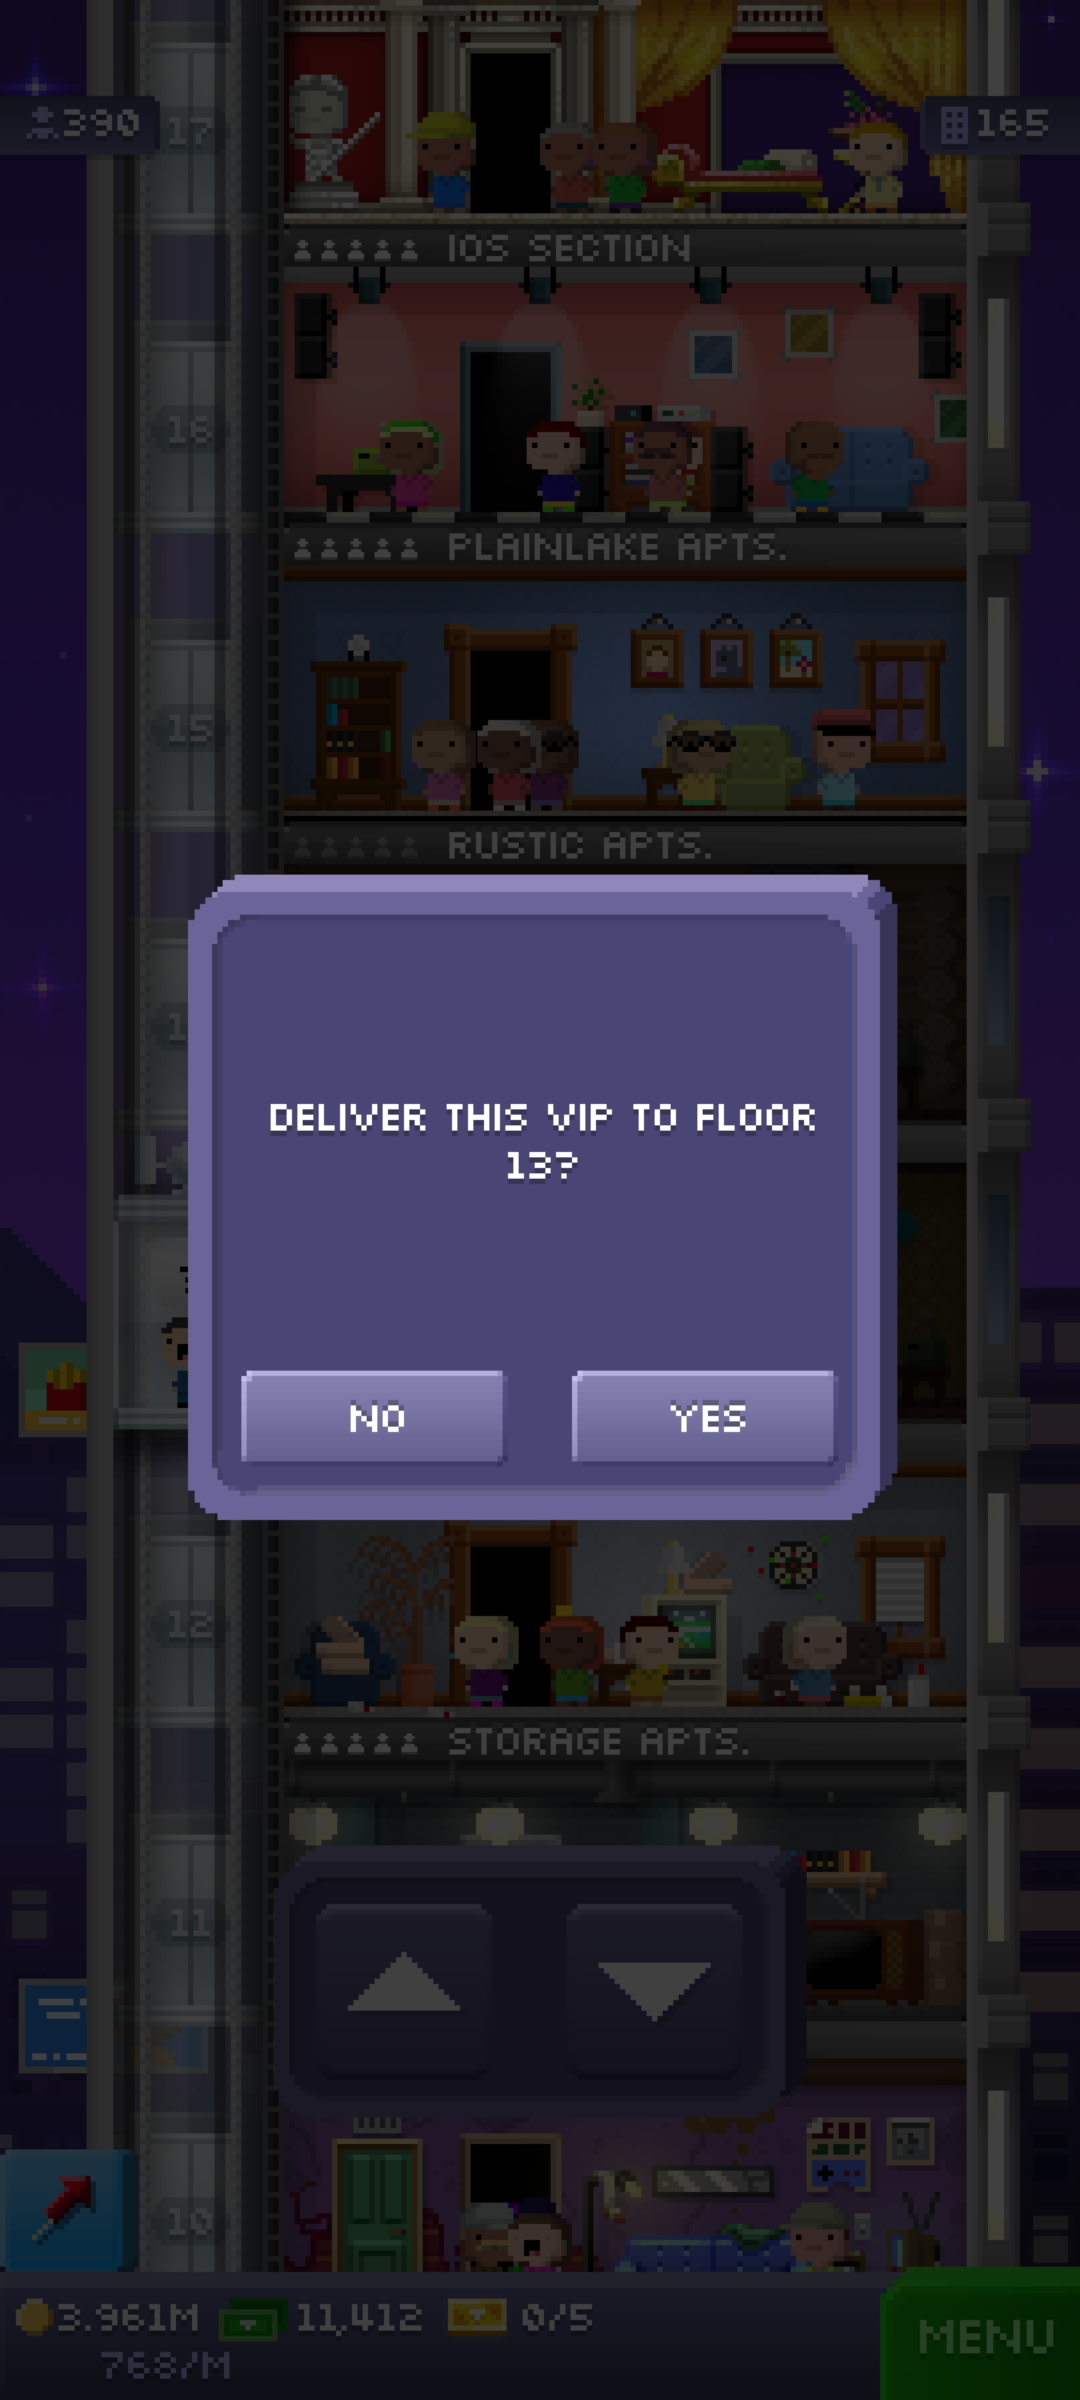 390
17
165
IOS SECTION
16
PLAINLAKE APTS.
15
RUSTIC APTS.
DELIVER THIS VIP TO FLOOR
13?
NO
YES
12
STORAGE APTS.
11
10
3.961M
11,412
0/5
768/M
MENU